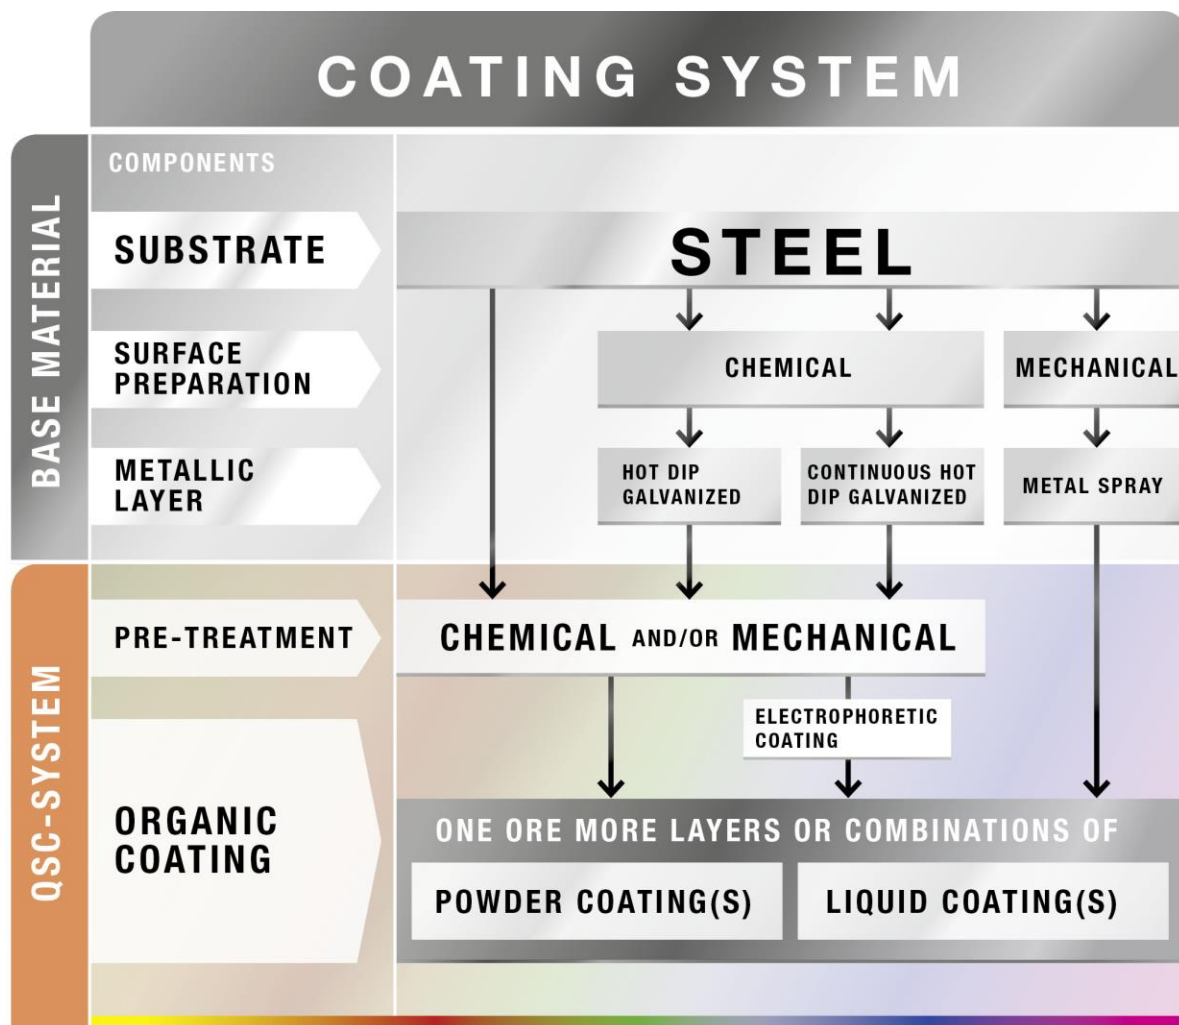 COATING SYSTEM
BASE MATERIAL
COMPONENTS
SUBSTRATE
STEEL
SURFACE
PREPARATION
CHEMICAL
MECHANICAL
METALLIC
LAYER
HOT DIP
GALVANIZED
CONTINUOUS HOT
DIP GALVANIZED
METAL SPRAY
QSC-SYSTEM
PRE-TREATMENT
CHEMICAL AND/OR MECHANICAL
ELECTROPHORETIC
COATING
ORGANIC
COATING
ONE ORE MORE LAYERS OR COMBINATIONS OF
POWDER COATING(S)
LIQUID COATING(S)